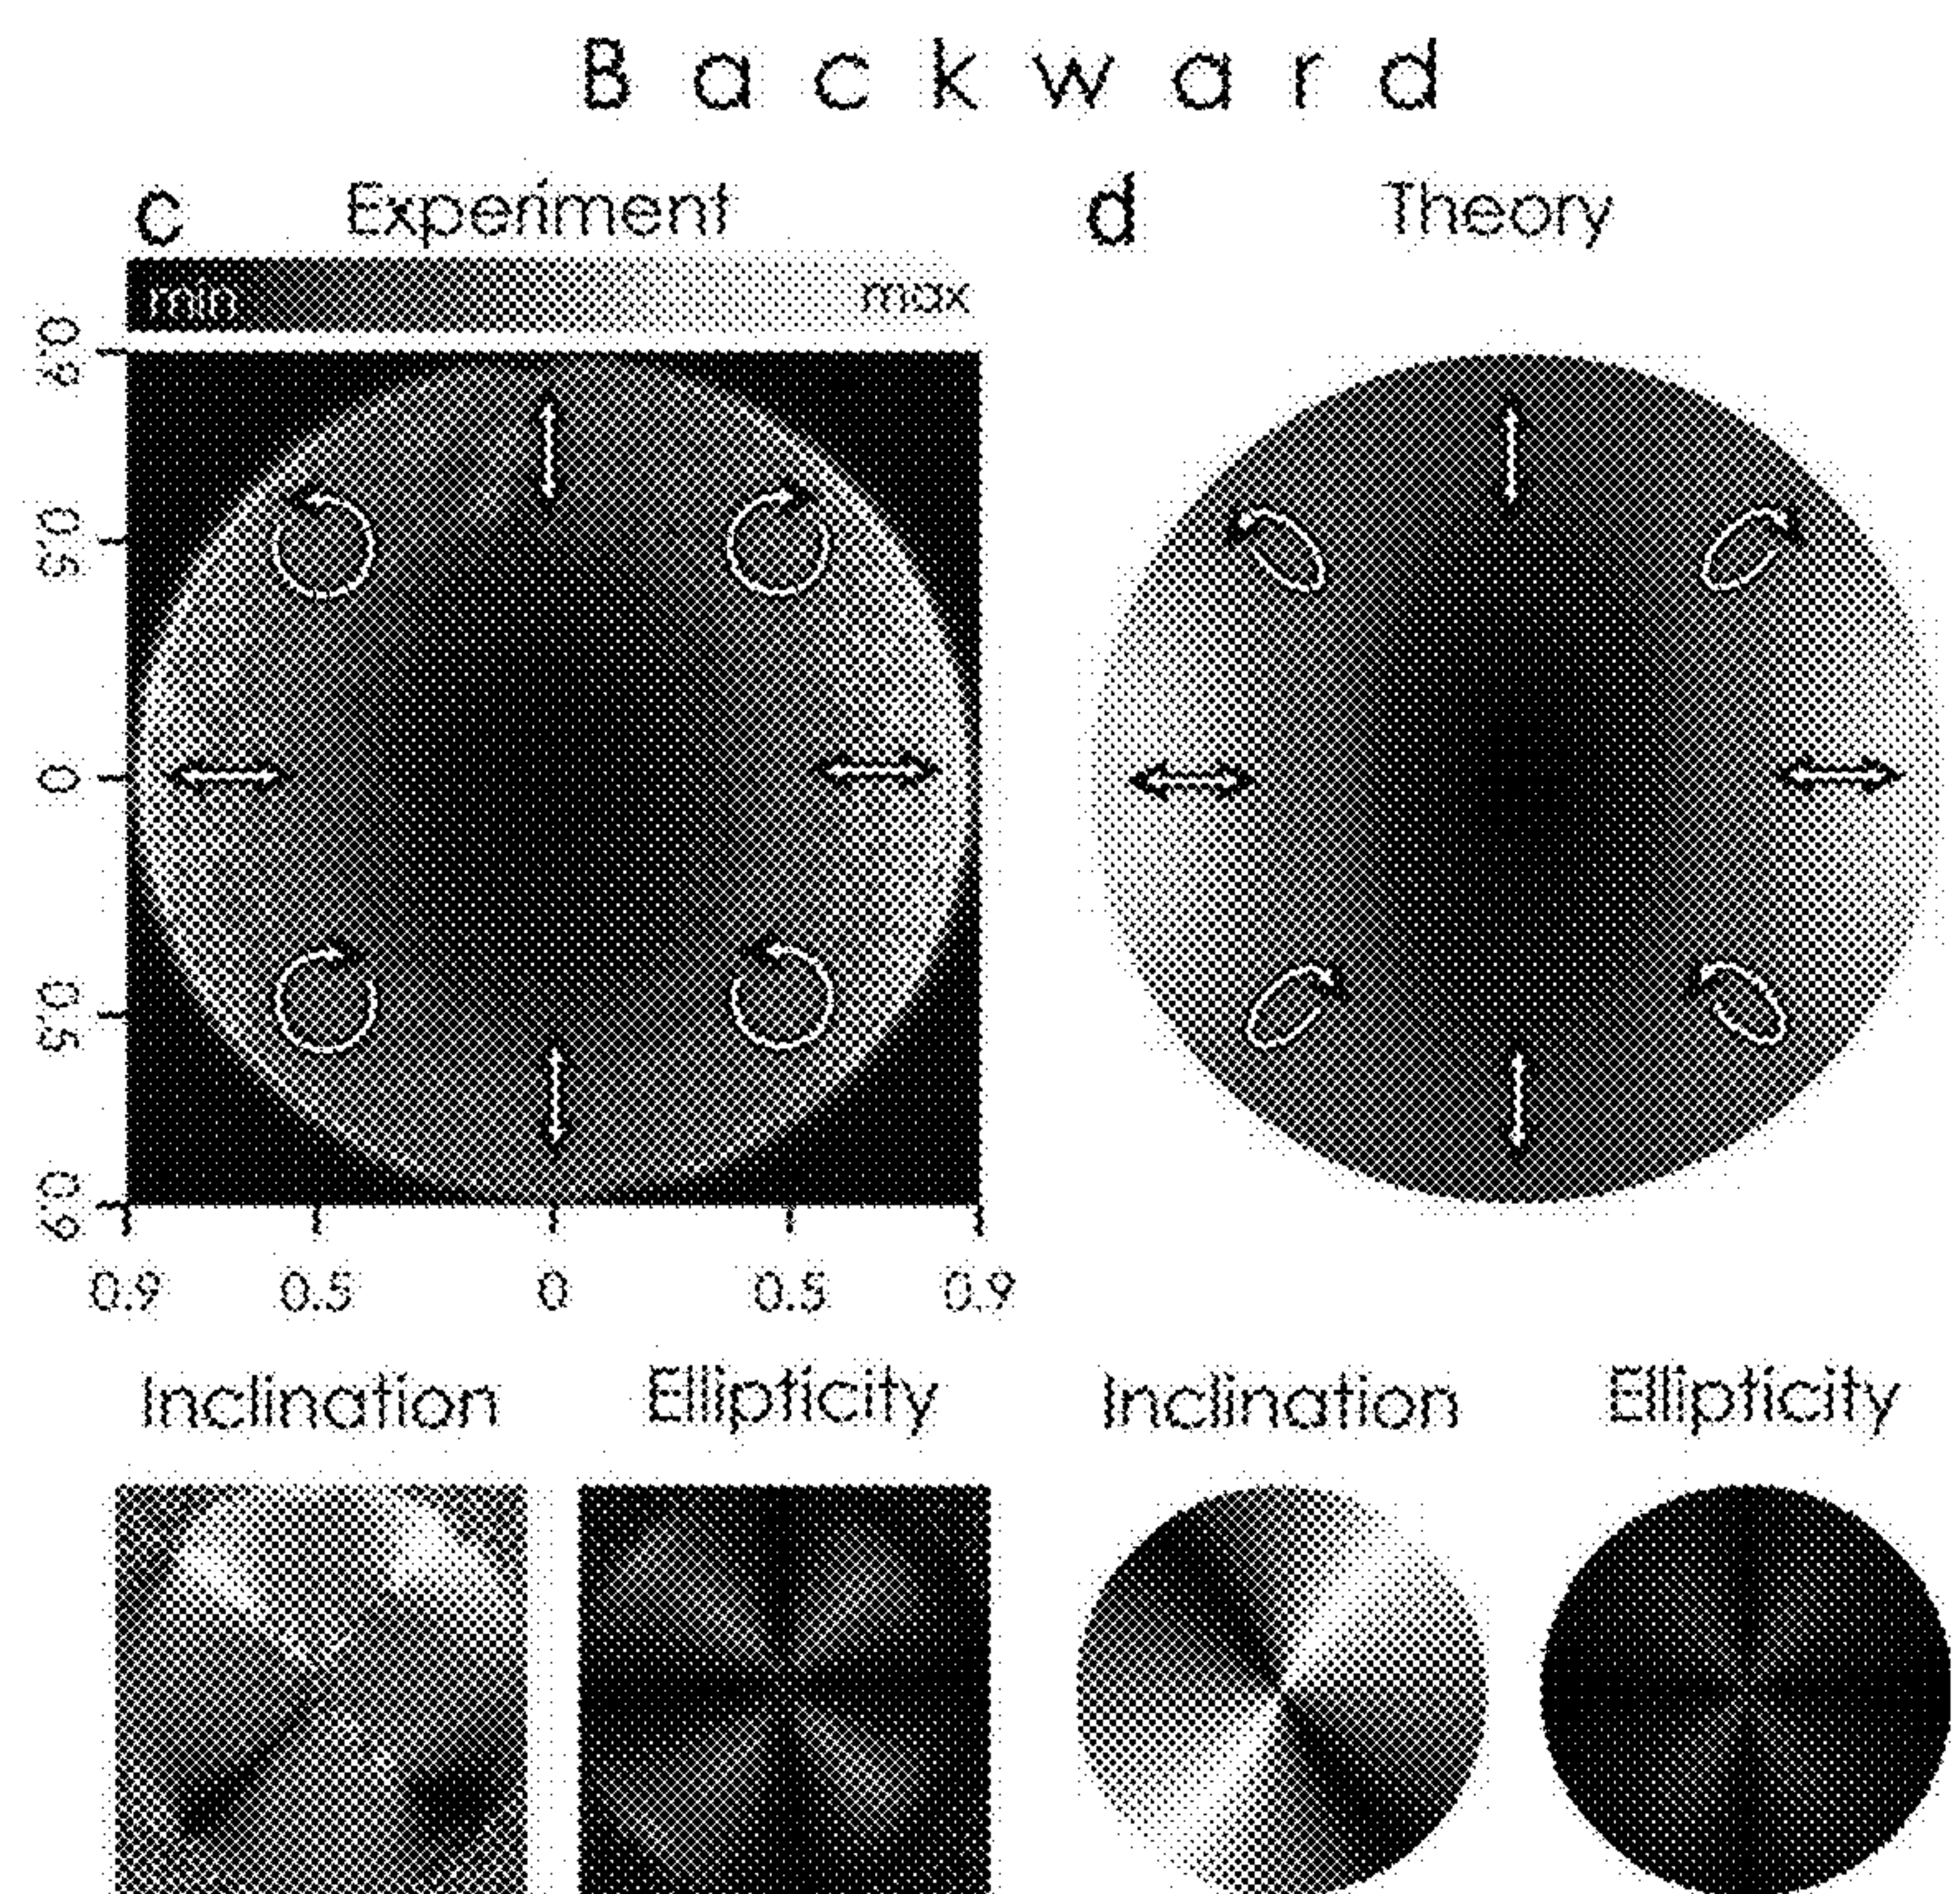 Backward
c Experiment d Theory
min max
0.9
0.5
0
0.5
0.9
0.9 0.5 0 0.5 0.9
Inclination Ellipticity Inclination Ellipticity